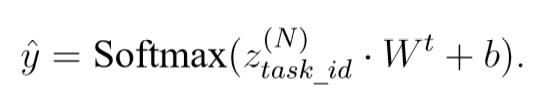 ŷ = Softmax(z_{task_id}^{(N)} · W^t + b).